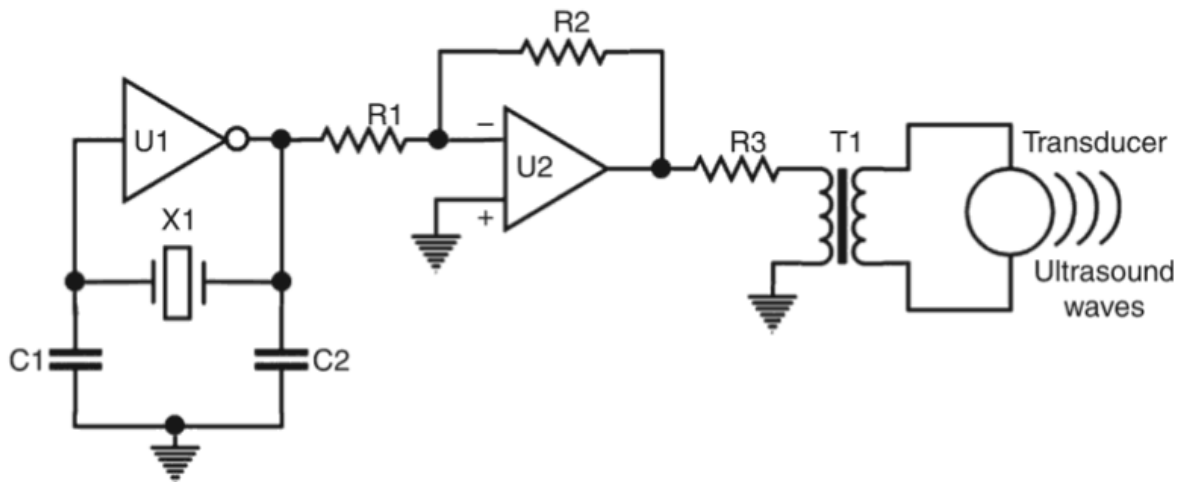 R2
R1
U1
−
U2
+
R3
T1
Transducer
X1
Ultrasound
waves
C1
C2